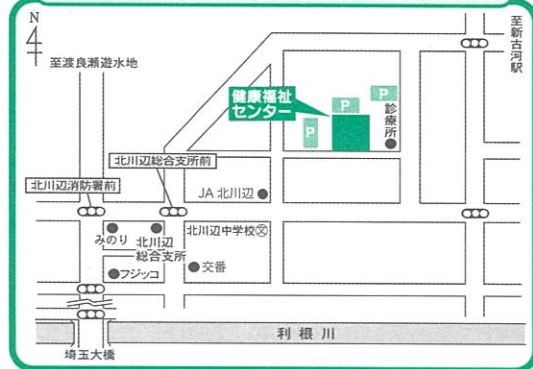 N
至渡良瀬遊水地
至新古河駅
健康福祉
センター
P
P
P
診療所
北川辺総合支所前
北川辺消防署前
JA 北川辺
みのり
北川辺
総合支所
北川辺中学校文
フジッコ
交番
利根川
埼玉大橋